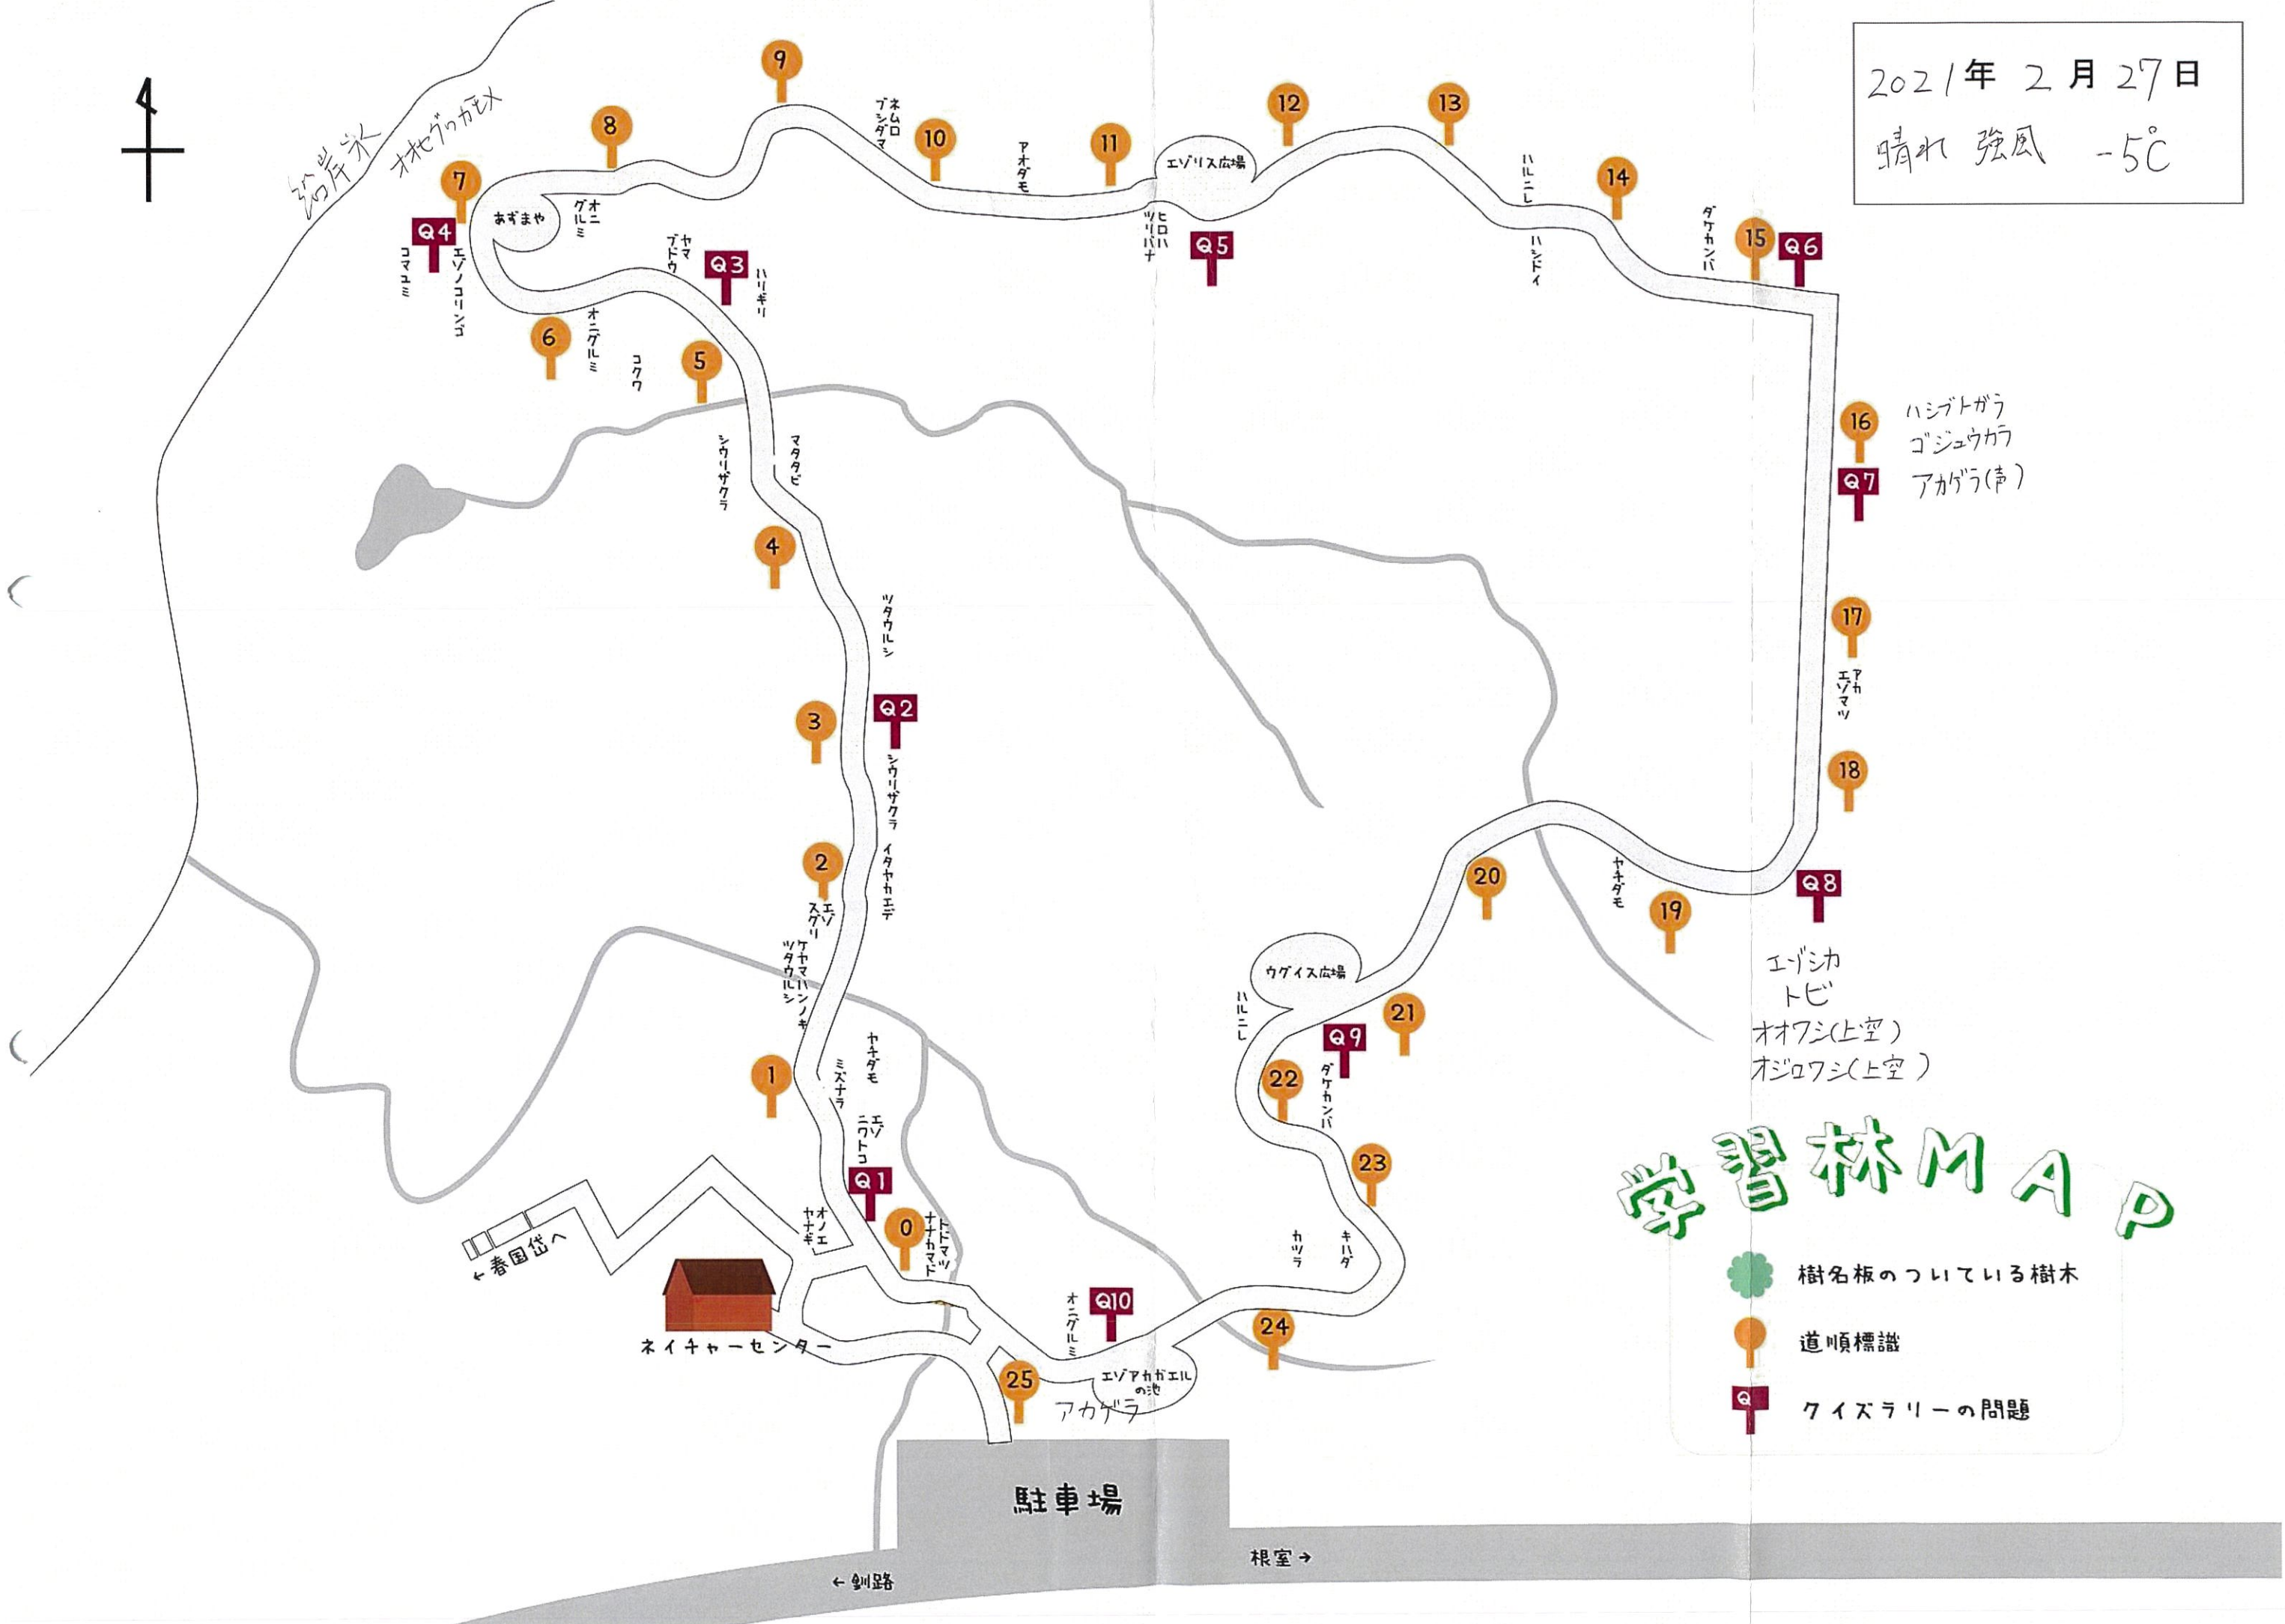 2021年 2月 27日
晴れ 強風 -5℃
沿岸氷
オオセグロカモメ
9
8
ネムロ
ブシダマ
10
アオダモ
11
エゾリス広場
12
13
ハルニレ
14
ダケカンバ
15
Q6
7
あずまや
オニ
グルミ
Q4
コマユミ
エゾノコリンゴ
ヤマ
ブドウ
Q3
ハリギリ
ヒロハ
ツリバナ
Q5
ハシドイ
6
オニグルミ
コクワ
5
16
ハシブトガラ
ゴジュウカラ
Q7
アカゲラ(声)
シウリザクラ
マタタビ
4
ツタウルシ
17
アカ
エゾマツ
3
Q2
シウリザクラ
18
2
イタヤカエデ
エゾ
スグリ
20
ヤチダモ
19
Q8
ケヤマハンノキ
ツタウルシ
ウグイス広場
エゾシカ
トビ
オオワシ(上空)
オジロワシ(上空)
ハルニレ
21
Q9
1
ミズナラ
ヤチダモ
22
ダケカンバ
エゾ
ニワトコ
Q1
23
学習林MAP
オノエ
ヤナギ
0
トドマツ
ナナカマド
カツラ
キハダ
←春国岱へ
樹名板のついている樹木
ネイチャーセンター
オニグルミ
Q10
24
道順標識
25
エゾアカガエル
の池
アカゲラ
Q
クイズラリーの問題
駐車場
根室→
←釧路